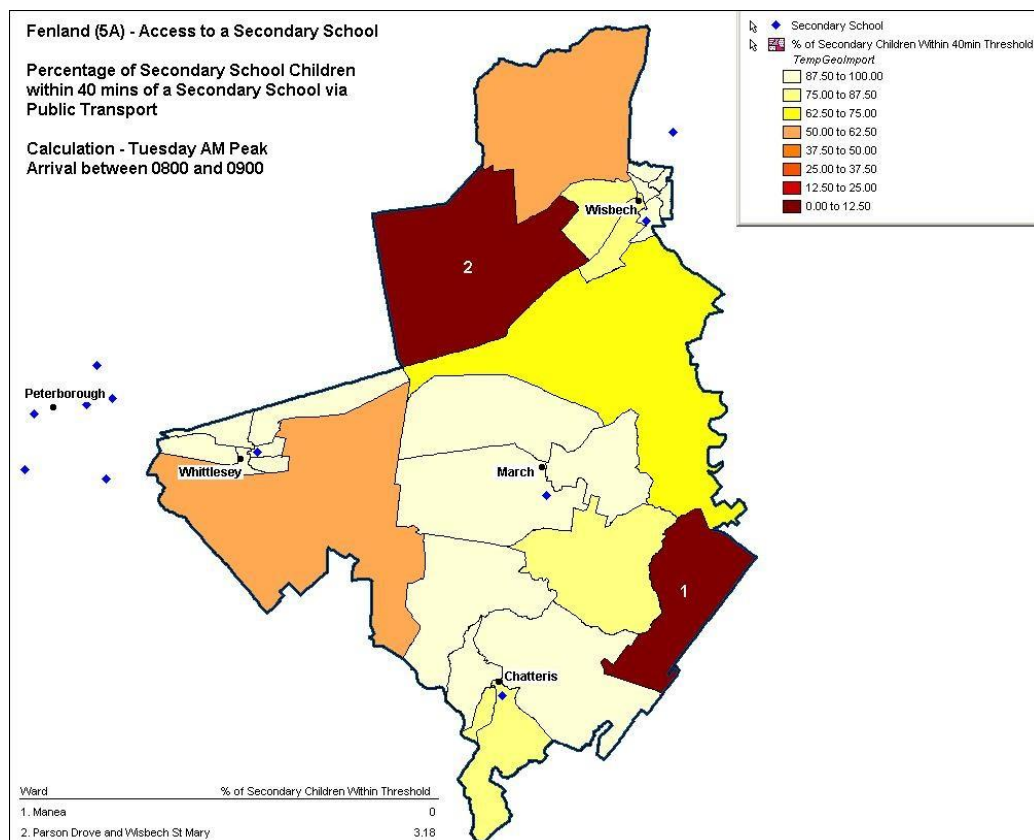 Fenland (5A) - Access to a Secondary School
Percentage of Secondary School Children
within 40 mins of a Secondary School via
Public Transport
Calculation - Tuesday AM Peak
Arrival between 0800 and 0900
Secondary School
% of Secondary Children Within 40min Threshold
TempGeoImport
87.50 to 100.00
75.00 to 87.50
62.50 to 75.00
50.00 to 62.50
37.50 to 50.00
25.00 to 37.50
12.50 to 25.00
0.00 to 12.50
Wisbech
2
Peterborough
Whittlesey
March
1
Chatteris
Ward % of Secondary Children Within Threshold
1. Manea 0
2. Parson Drove and Wisbech St Mary 3.18